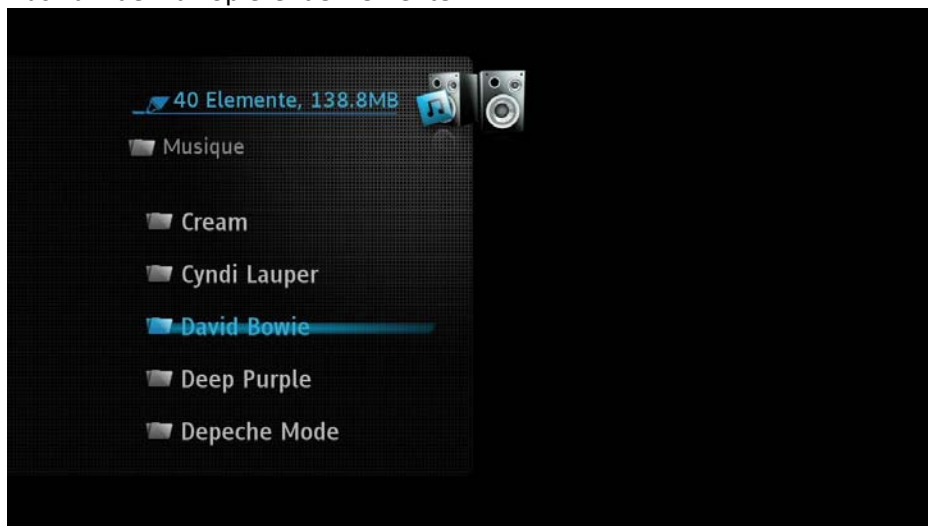 40 Elemente, 138.8MB
Musique
Cream
Cyndi Lauper
David Bowie
Deep Purple
Depeche Mode